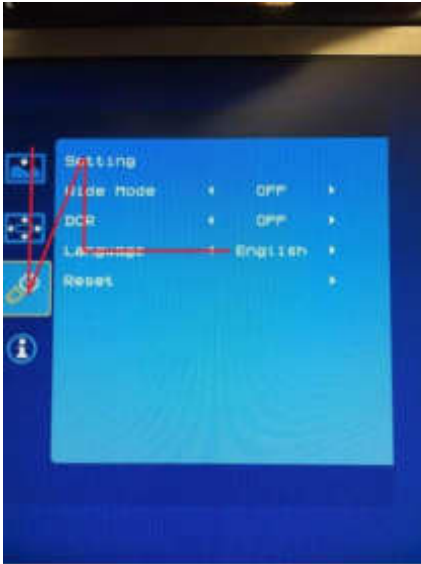 Setting
Wide Mode OFF
DCR OFF
Language English
Reset